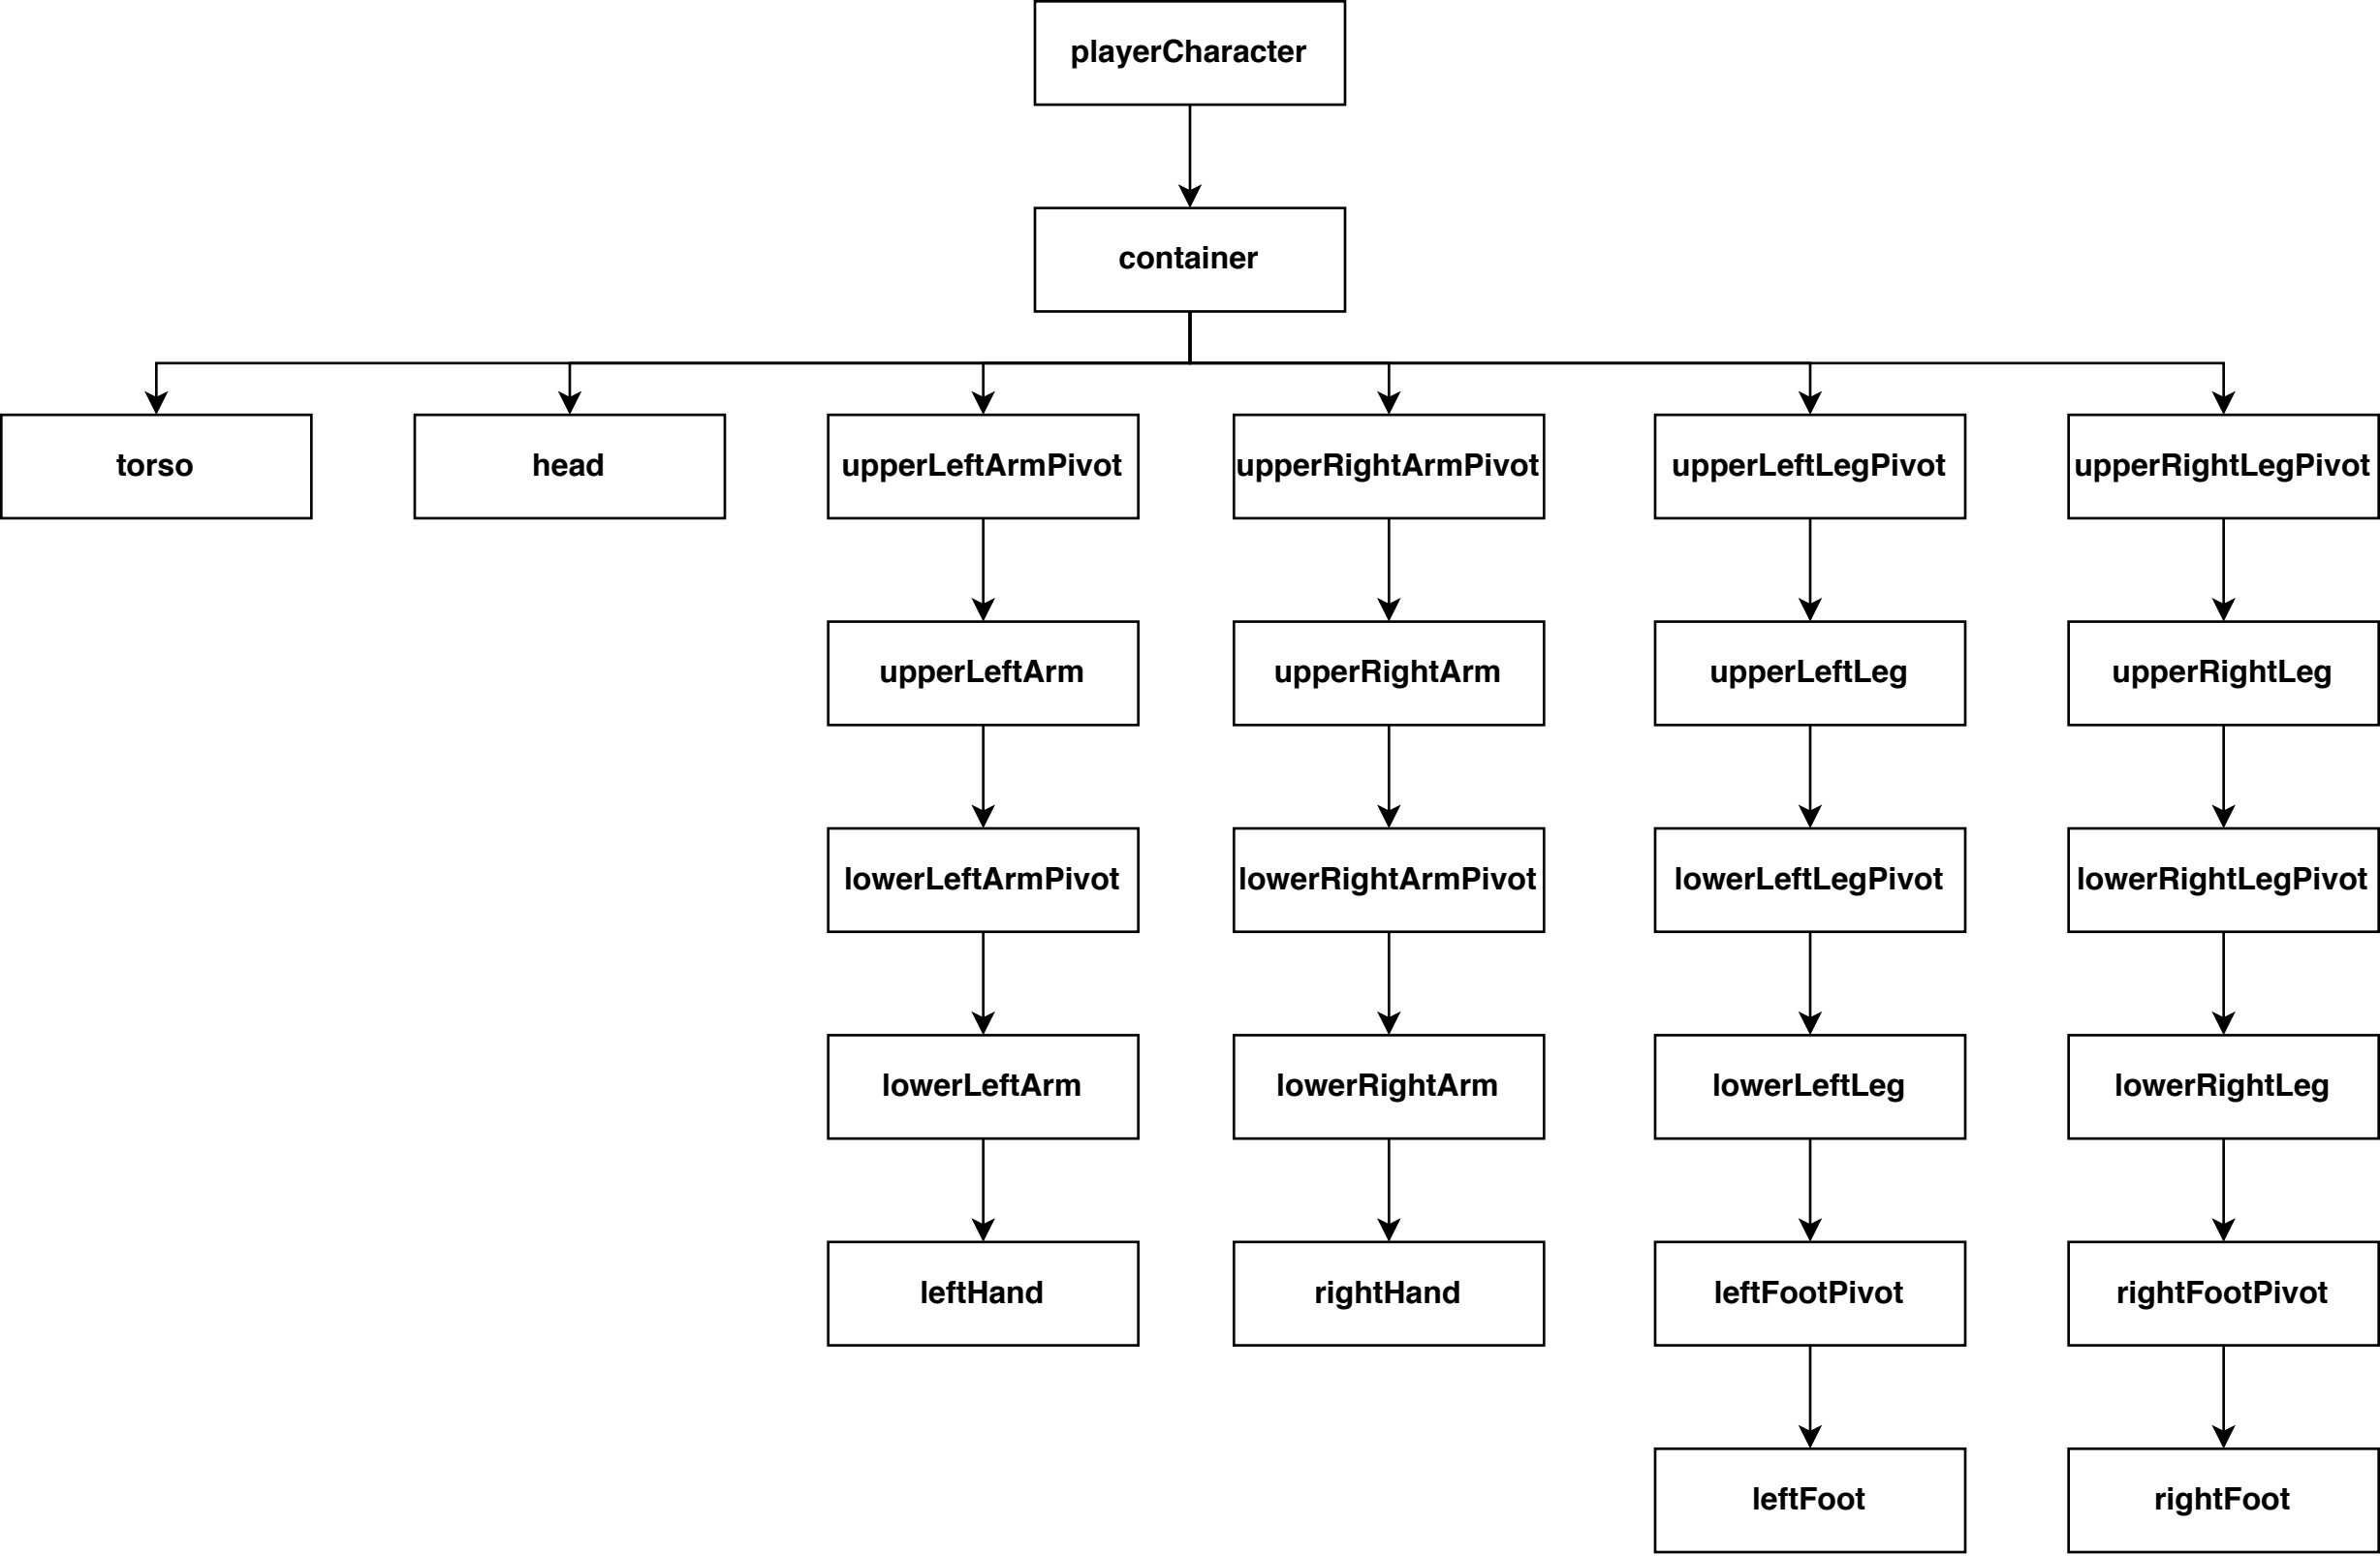 playerCharacter
container
torso
head
upperLeftArmPivot
upperRightArmPivot
upperLeftLegPivot
upperRightLegPivot
upperLeftArm
upperRightArm
upperLeftLeg
upperRightLeg
lowerLeftArmPivot
lowerRightArmPivot
lowerLeftLegPivot
lowerRightLegPivot
lowerLeftArm
lowerRightArm
lowerLeftLeg
lowerRightLeg
leftHand
rightHand
leftFootPivot
rightFootPivot
leftFoot
rightFoot